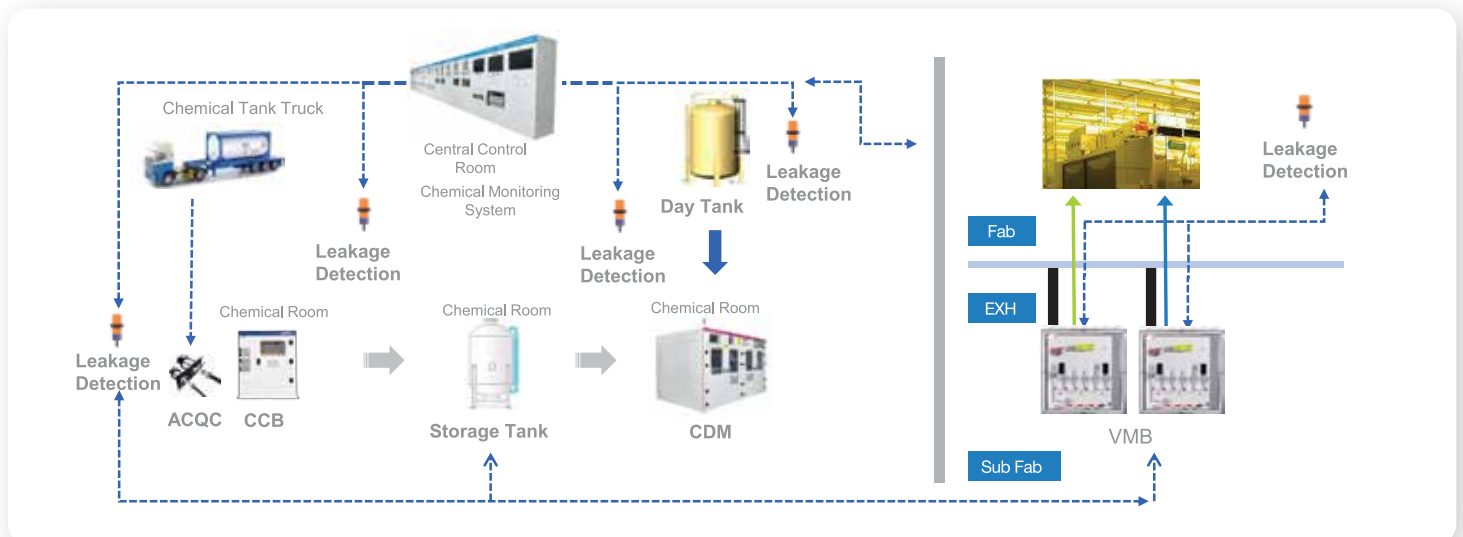 Chemical Tank Truck
Central Control
Room
Chemical Monitoring
System
Day Tank
Leakage
Detection
Leakage
Detection
Leakage
Detection
Leakage
Detection
Fab
EXH
Chemical Room
Chemical Room
Chemical Room
Leakage
Detection
ACQC
CCB
Storage Tank
CDM
VMB
Sub Fab